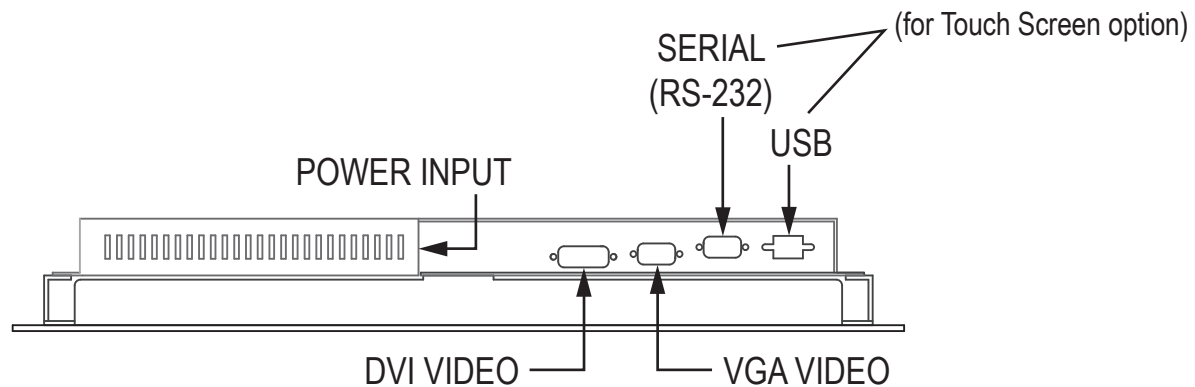 (for Touch Screen option)
SERIAL
(RS-232)
USB
POWER INPUT
DVI VIDEO
VGA VIDEO